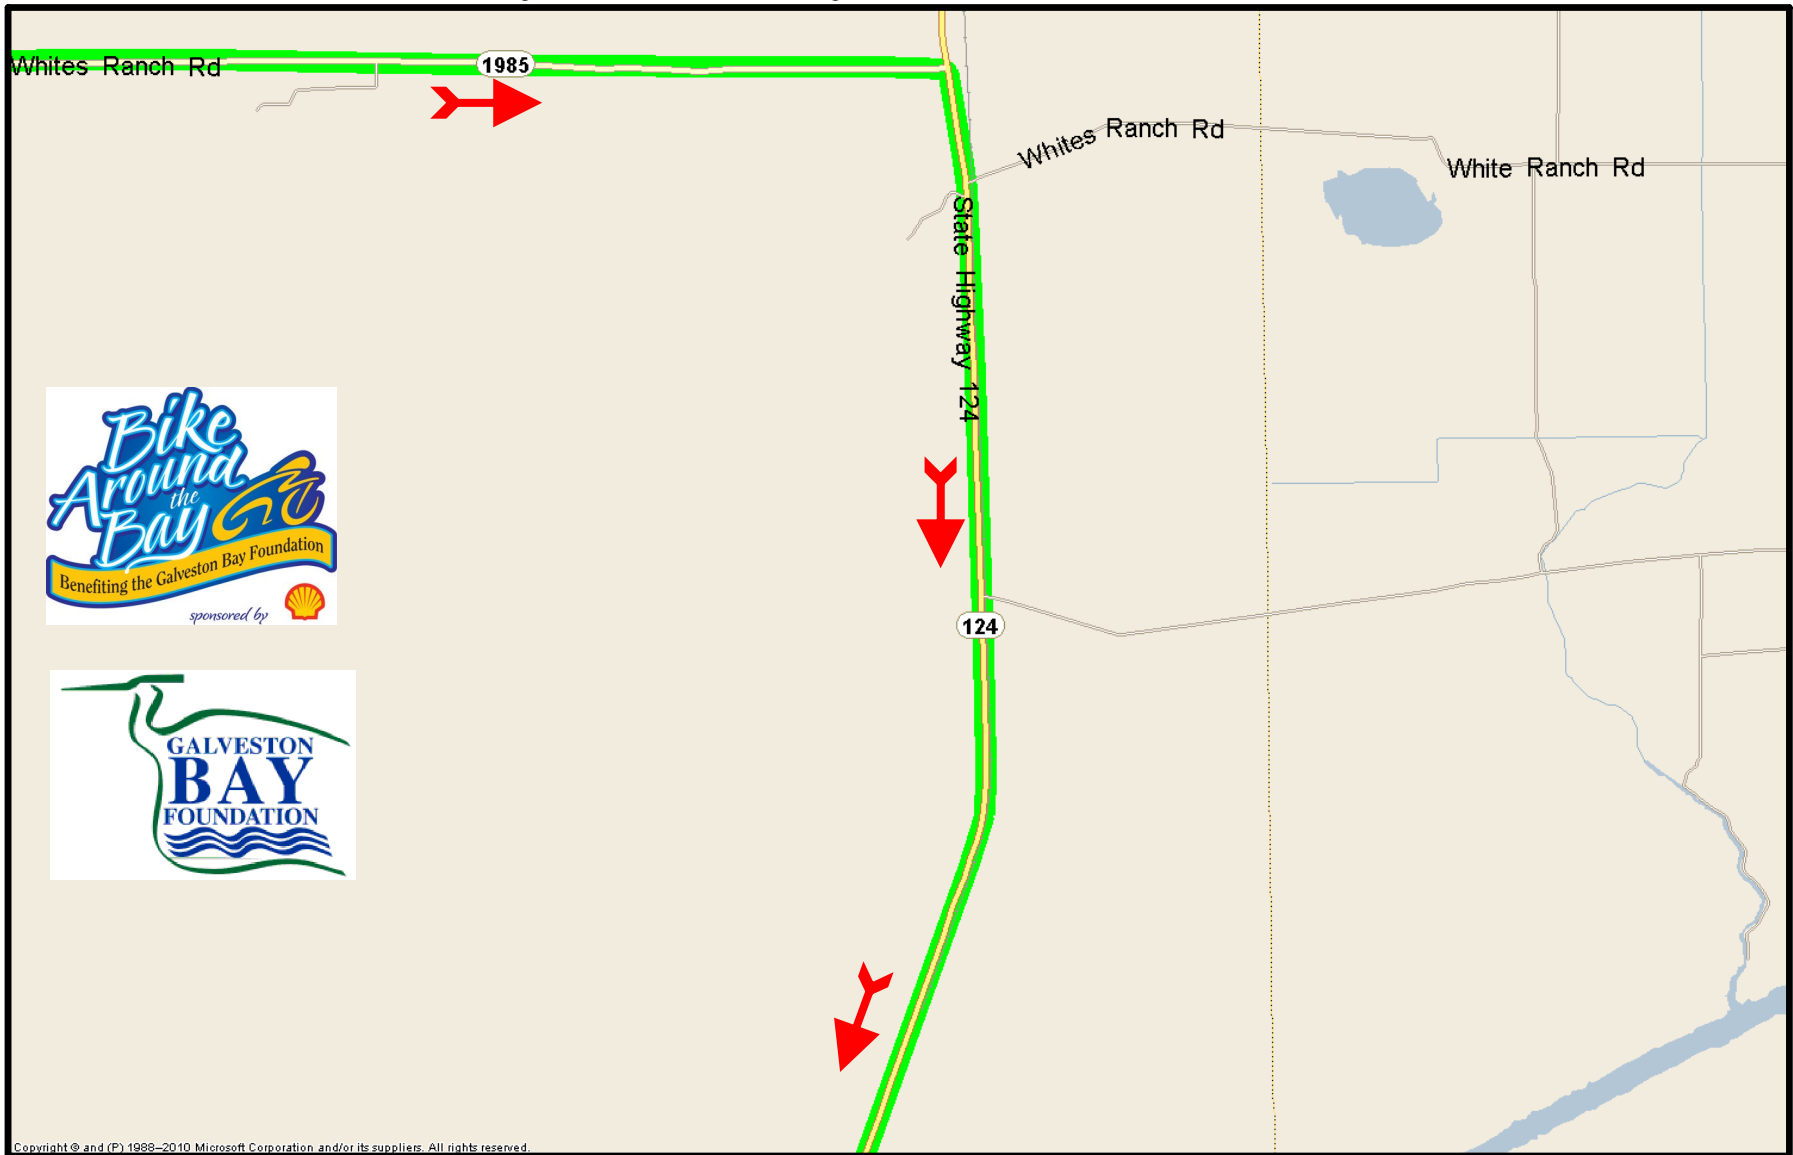 Whites Ranch Rd
1985
Whites Ranch Rd
White Ranch Rd
State Highway 124
Bike
Around
the
Bay
Benefiting the Galveston Bay Foundation
sponsored by
124
GALVESTON
BAY
FOUNDATION
Copyright © and (P) 1988–2010 Microsoft Corporation and/or its suppliers. All rights reserved.